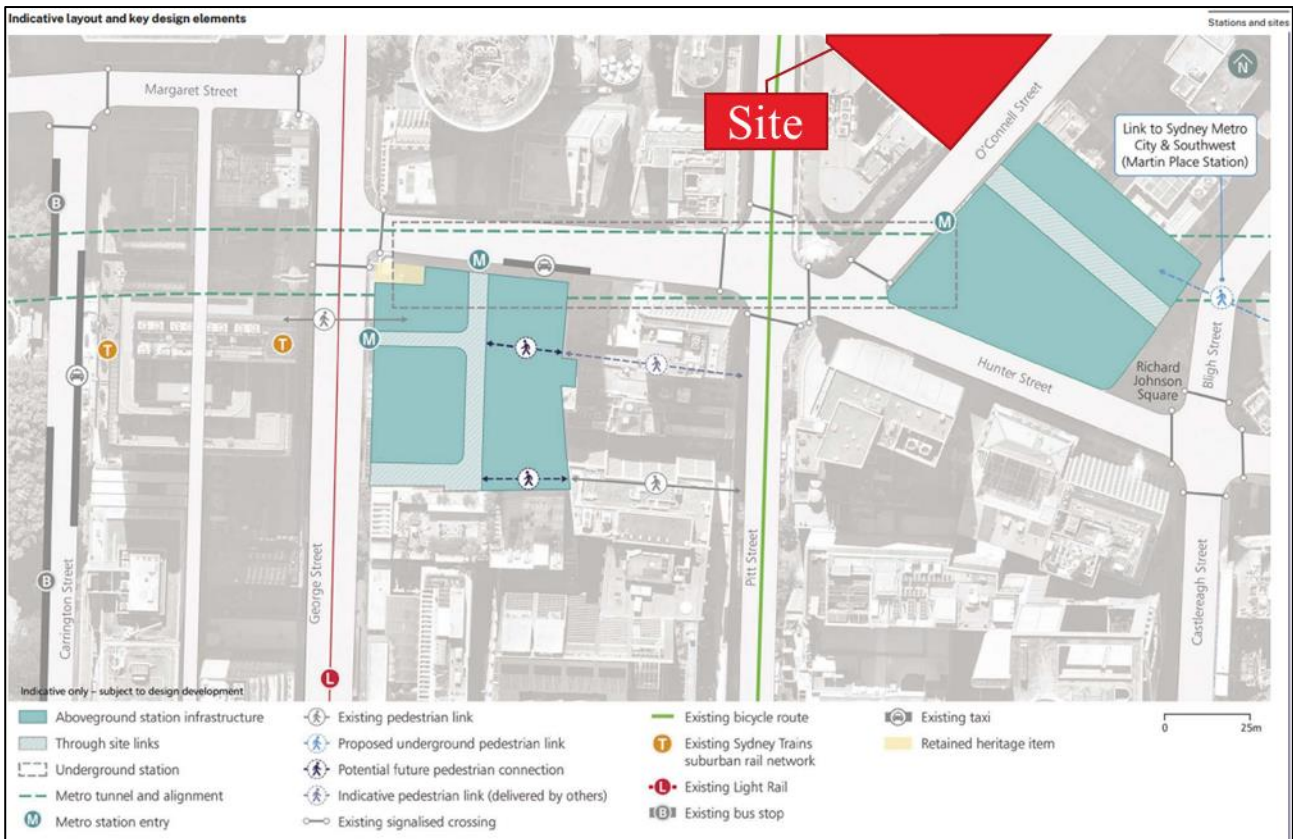 Indicative layout and key design elements
Stations and sites
N
Margaret Street
Site
O'Connell Street
Link to Sydney Metro
City & Southwest
(Martin Place Station)
B
M
M
T
T
M
Hunter Street
Richard
Johnson
Square
Bligh Street
B
Carrington Street
George Street
Pitt Street
Castlereagh Street
L
Indicative only – subject to design development
Aboveground station infrastructure
Through site links
Underground station
Metro tunnel and alignment
M Metro station entry
Existing pedestrian link
Proposed underground pedestrian link
Potential future pedestrian connection
Indicative pedestrian link (delivered by others)
Existing signalised crossing
Existing bicycle route
T Existing Sydney Trains
suburban rail network
L Existing Light Rail
B Existing bus stop
Existing taxi
Retained heritage item
0 25m